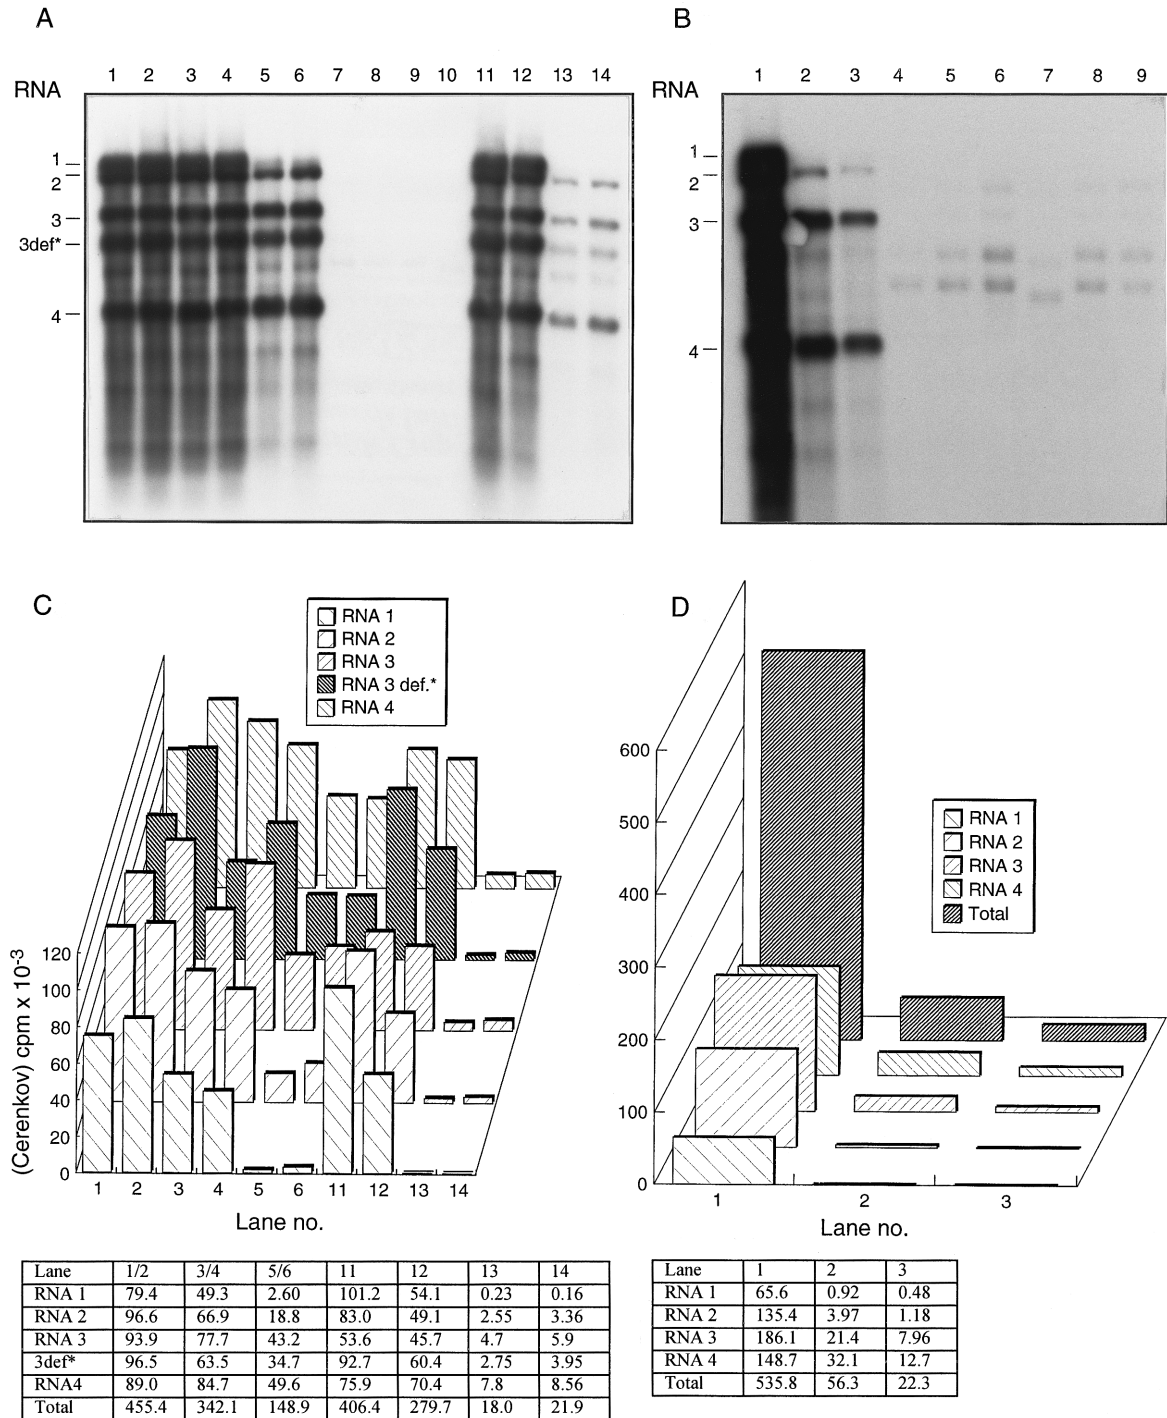 A
B
RNA 1 2 3 4 5 6 7 8 9 10 11 12 13 14
1
2
3
3def*
4
RNA 1 2 3 4 5 6 7 8 9
1
2
3
4
C
RNA 1
RNA 2
RNA 3
RNA 3 def.*
RNA 4
(Cerenkov) cpm x 10-3
120
100
80
60
40
20
0
1 2 3 4 5 6 11 12 13 14
Lane no.
D
RNA 1
RNA 2
RNA 3
RNA 4
Total
600
500
400
300
200
100
0
1 2 3
Lane no.
Lane 1/2 3/4 5/6 11 12 13 14
RNA 1 79.4 49.3 2.60 101.2 54.1 0.23 0.16
RNA 2 96.6 66.9 18.8 83.0 49.1 2.55 3.36
RNA 3 93.9 77.7 43.2 53.6 45.7 4.7 5.9
3def* 96.5 63.5 34.7 92.7 60.4 2.75 3.95
RNA4 89.0 84.7 49.6 75.9 70.4 7.8 8.56
Total 455.4 342.1 148.9 406.4 279.7 18.0 21.9
Lane 1 2 3
RNA 1 65.6 0.92 0.48
RNA 2 135.4 3.97 1.18
RNA 3 186.1 21.4 7.96
RNA 4 148.7 32.1 12.7
Total 535.8 56.3 22.3